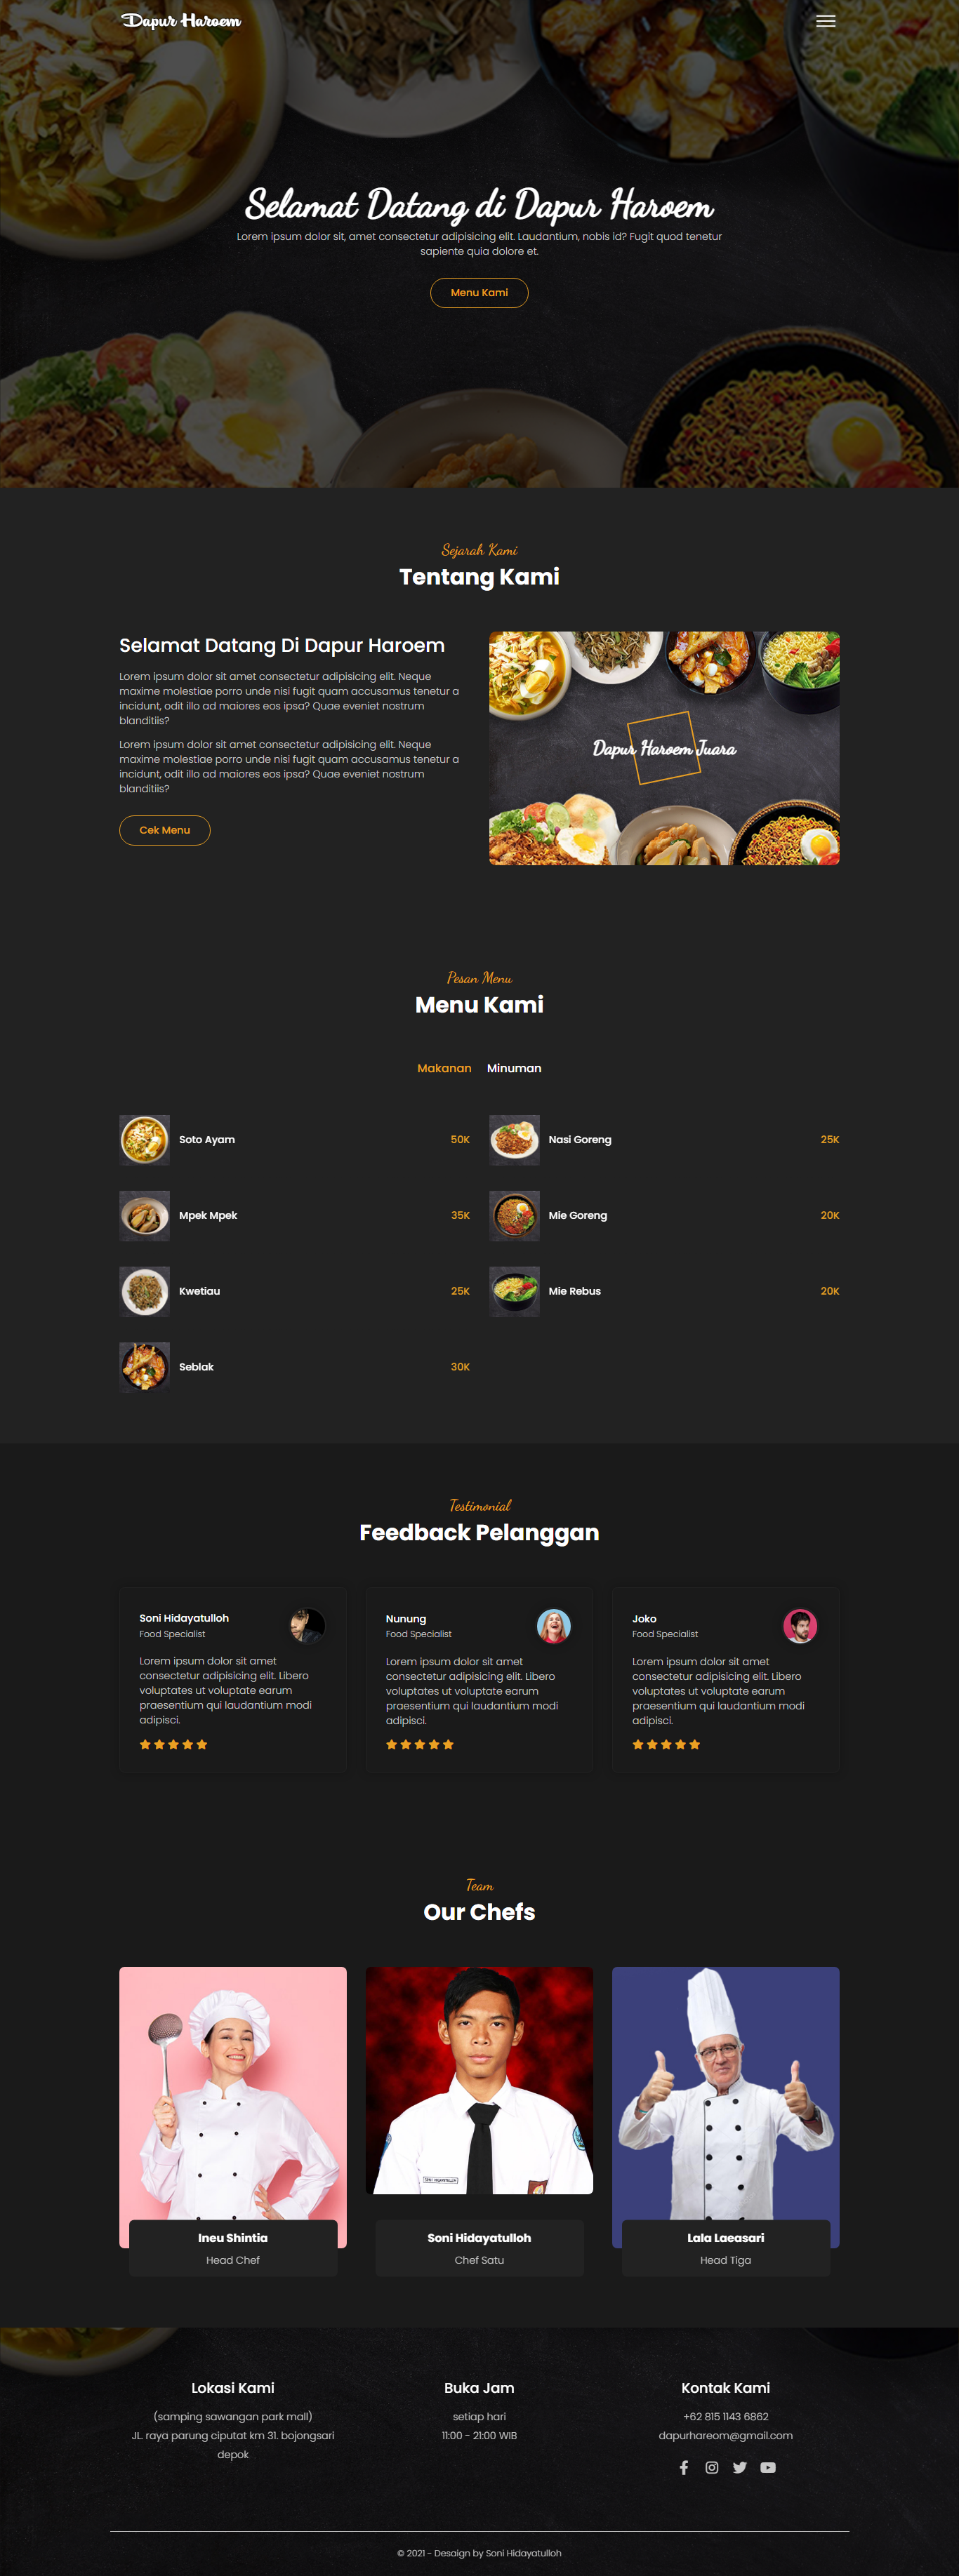 Dapur Haroem
Selamat Datang di Dapur Haroem
Lorem ipsum dolor sit, amet consectetur adipisicing elit. Laudantium, nobis id? Fugit quod tenetur
sapiente quia dolore et.
Menu Kami
Sejarah Kami
Tentang Kami
Selamat Datang Di Dapur Haroem
Lorem ipsum dolor sit amet consectetur adipisicing elit. Neque
maxime molestiae porro unde nisi fugit quam accusamus tenetur a
incidunt, odit illo ad maiores eos ipsa? Quae eveniet nostrum
blanditiis?
Lorem ipsum dolor sit amet consectetur adipisicing elit. Neque
maxime molestiae porro unde nisi fugit quam accusamus tenetur a
incidunt, odit illo ad maiores eos ipsa? Quae eveniet nostrum
blanditiis?
Cek Menu
Dapur Haroem Juara
Pesan Menu
Menu Kami
Makanan Minuman
Soto Ayam 50K
Nasi Goreng 25K
Mpek Mpek 35K
Mie Goreng 20K
Kwetiau 25K
Mie Rebus 20K
Seblak 30K
Testimonial
Feedback Pelanggan
Soni Hidayatulloh
Food Specialist
Lorem ipsum dolor sit amet
consectetur adipisicing elit. Libero
voluptates ut voluptate earum
praesentium qui laudantium modi
adipisci.
Nunung
Food Specialist
Lorem ipsum dolor sit amet
consectetur adipisicing elit. Libero
voluptates ut voluptate earum
praesentium qui laudantium modi
adipisci.
Joko
Food Specialist
Lorem ipsum dolor sit amet
consectetur adipisicing elit. Libero
voluptates ut voluptate earum
praesentium qui laudantium modi
adipisci.
Team
Our Chefs
Ineu Shintia
Head Chef
SONI HIDAYATULLOH
Soni Hidayatulloh
Chef Satu
Lala Laeasari
Head Tiga
Lokasi Kami
(samping sawangan park mall)
JL. raya parung ciputat km 31. bojongsari
depok
Buka Jam
setiap hari
11:00 - 21:00 WIB
Kontak Kami
+62 815 1143 6862
dapurhareom@gmail.com
© 2021 - Desaign by Soni Hidayatulloh